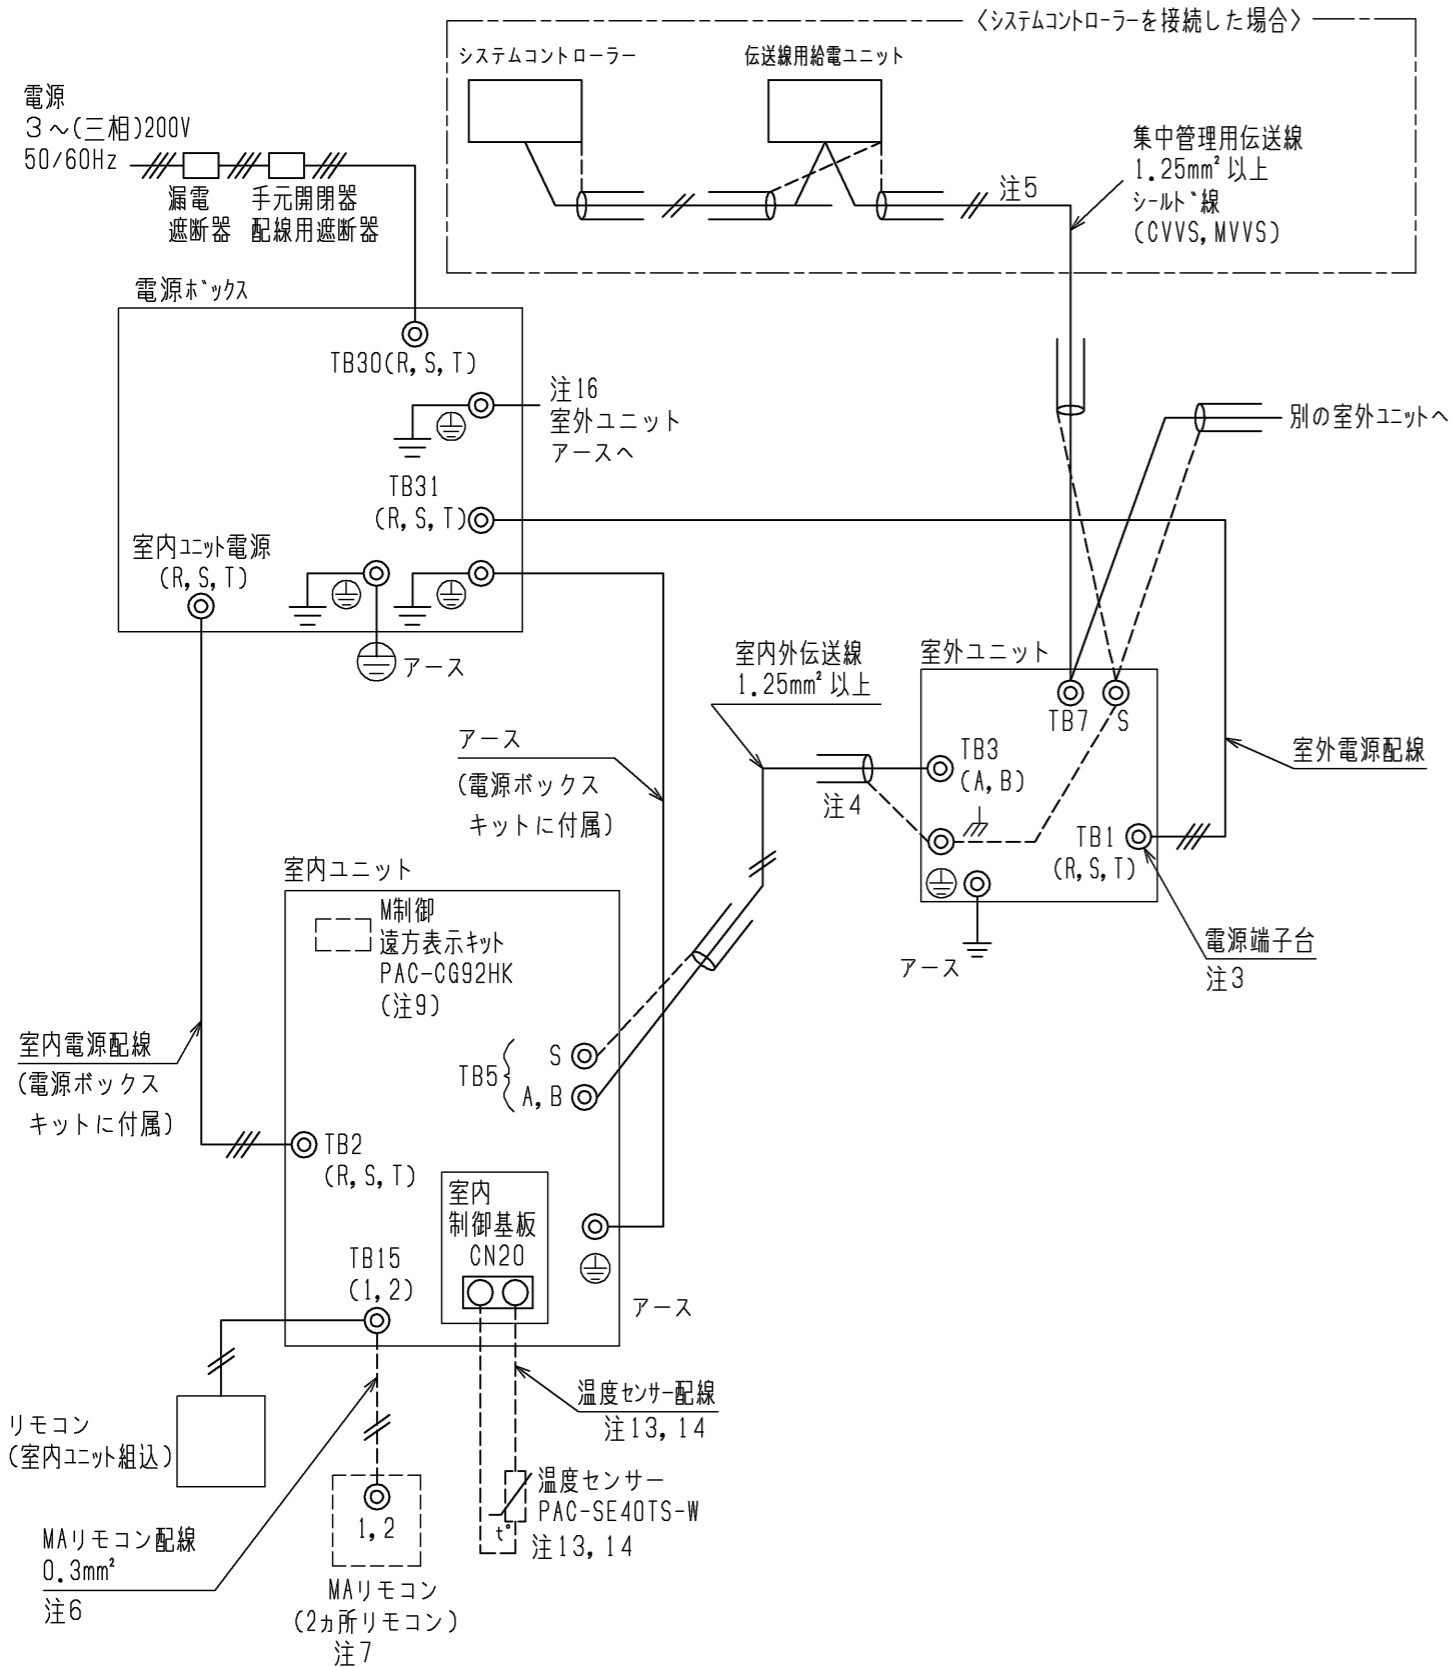 〈システムコントローラーを接続した場合〉
システムコントローラー
伝送線用給電ユニット
電源
3～(三相)200V
50/60Hz
漏電
遮断器
手元開閉器
配線用遮断器
集中管理用伝送線
1.25mm²以上
シールド線
(CVVS,MVVS)
注5
電源ボックス
TB30(R,S,T)
注16
室外ユニット
アースへ
別の室外ユニットへ
TB31
(R,S,T)
室内ユニット電源
(R,S,T)
アース
室内外伝送線
1.25mm²以上
室外ユニット
TB7
S
TB3
(A,B)
注4
室外電源配線
TB1
(R,S,T)
アース
(電源ボックス
キットに付属)
電源端子台
注3
アース
室内ユニット
M制御
遠方表示キット
PAC-CG92HK
(注9)
S
TB5
A,B
室内電源配線
(電源ボックス
キットに付属)
TB2
(R,S,T)
室内
制御基板
CN20
TB15
(1,2)
アース
温度センサー配線
注13,14
リモコン
(室内ユニット組込)
温度センサー
PAC-SE40TS-W
t°
注13,14
1,2
MAリモコン配線
0.3mm²
注6
MAリモコン
(2ヵ所リモコン)
注7